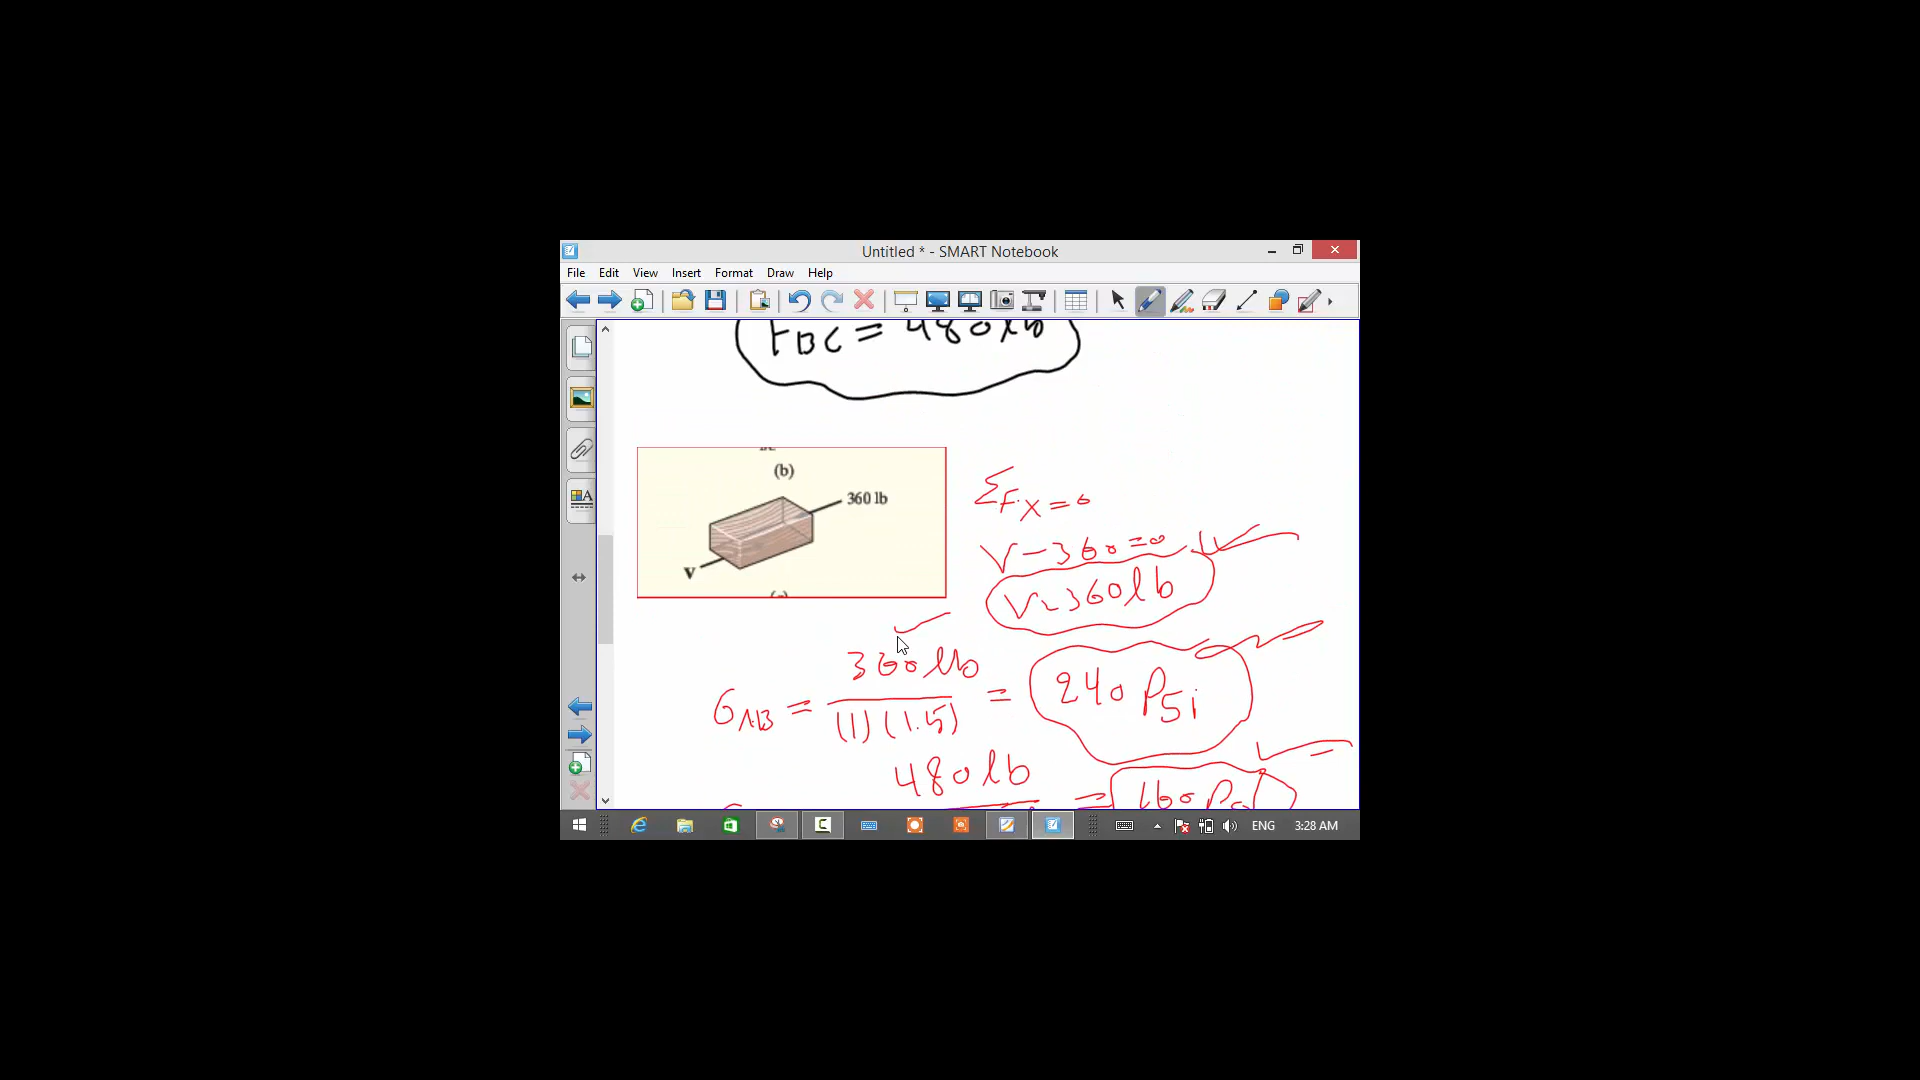 Untitled * - SMART Notebook
File Edit View Insert Format Draw Help
FBC = 480 lb
(b)
360 lb
V
ΣFx = 0
V - 360 = 0
V = 360 lb
360 lb
σAB = ――― = 240 Psi
(1) (1.5)
480 lb
= 160 Ps
ENG 3:28 AM